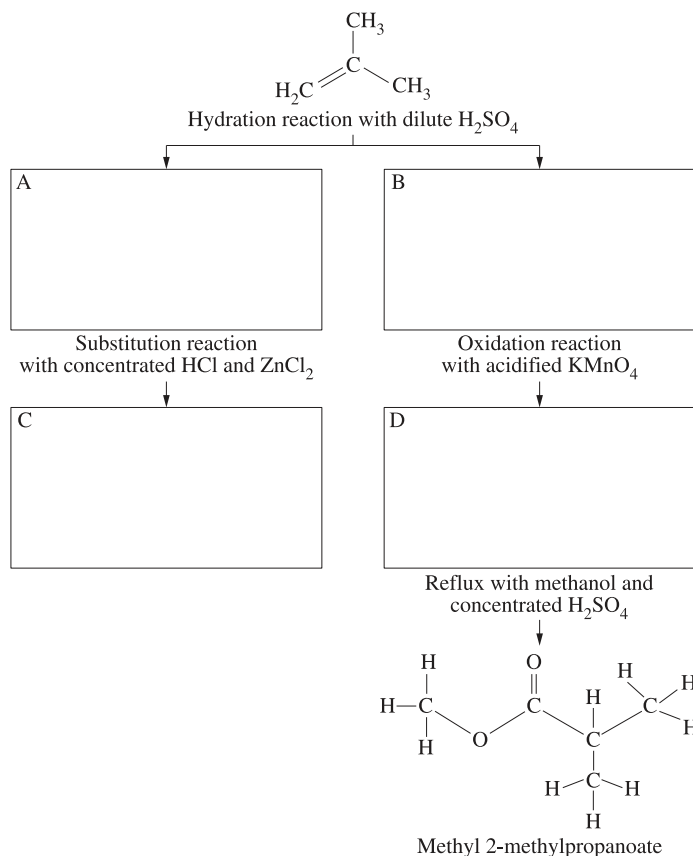 CH₃
C
H₂C CH₃
Hydration reaction with dilute H₂SO₄
A B
Substitution reaction
with concentrated HCl and ZnCl₂
Oxidation reaction
with acidified KMnO₄
C D
Reflux with methanol and
concentrated H₂SO₄
H O H H
H C C H C H
H O C
H C H
H
Methyl 2-methylpropanoate